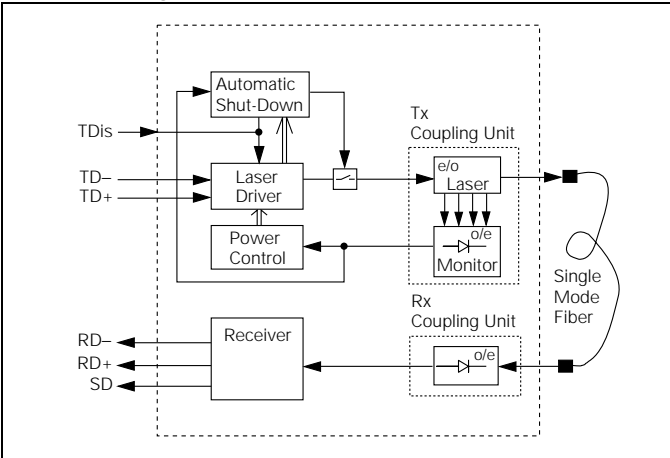 Automatic
Shut-Down
TDis
Tx
Coupling Unit
TD–
TD+
Laser
Driver
e/o
Laser
Power
Control
o/e
Monitor
Single
Mode
Fiber
Rx
Coupling Unit
RD–
RD+
SD
Receiver
o/e